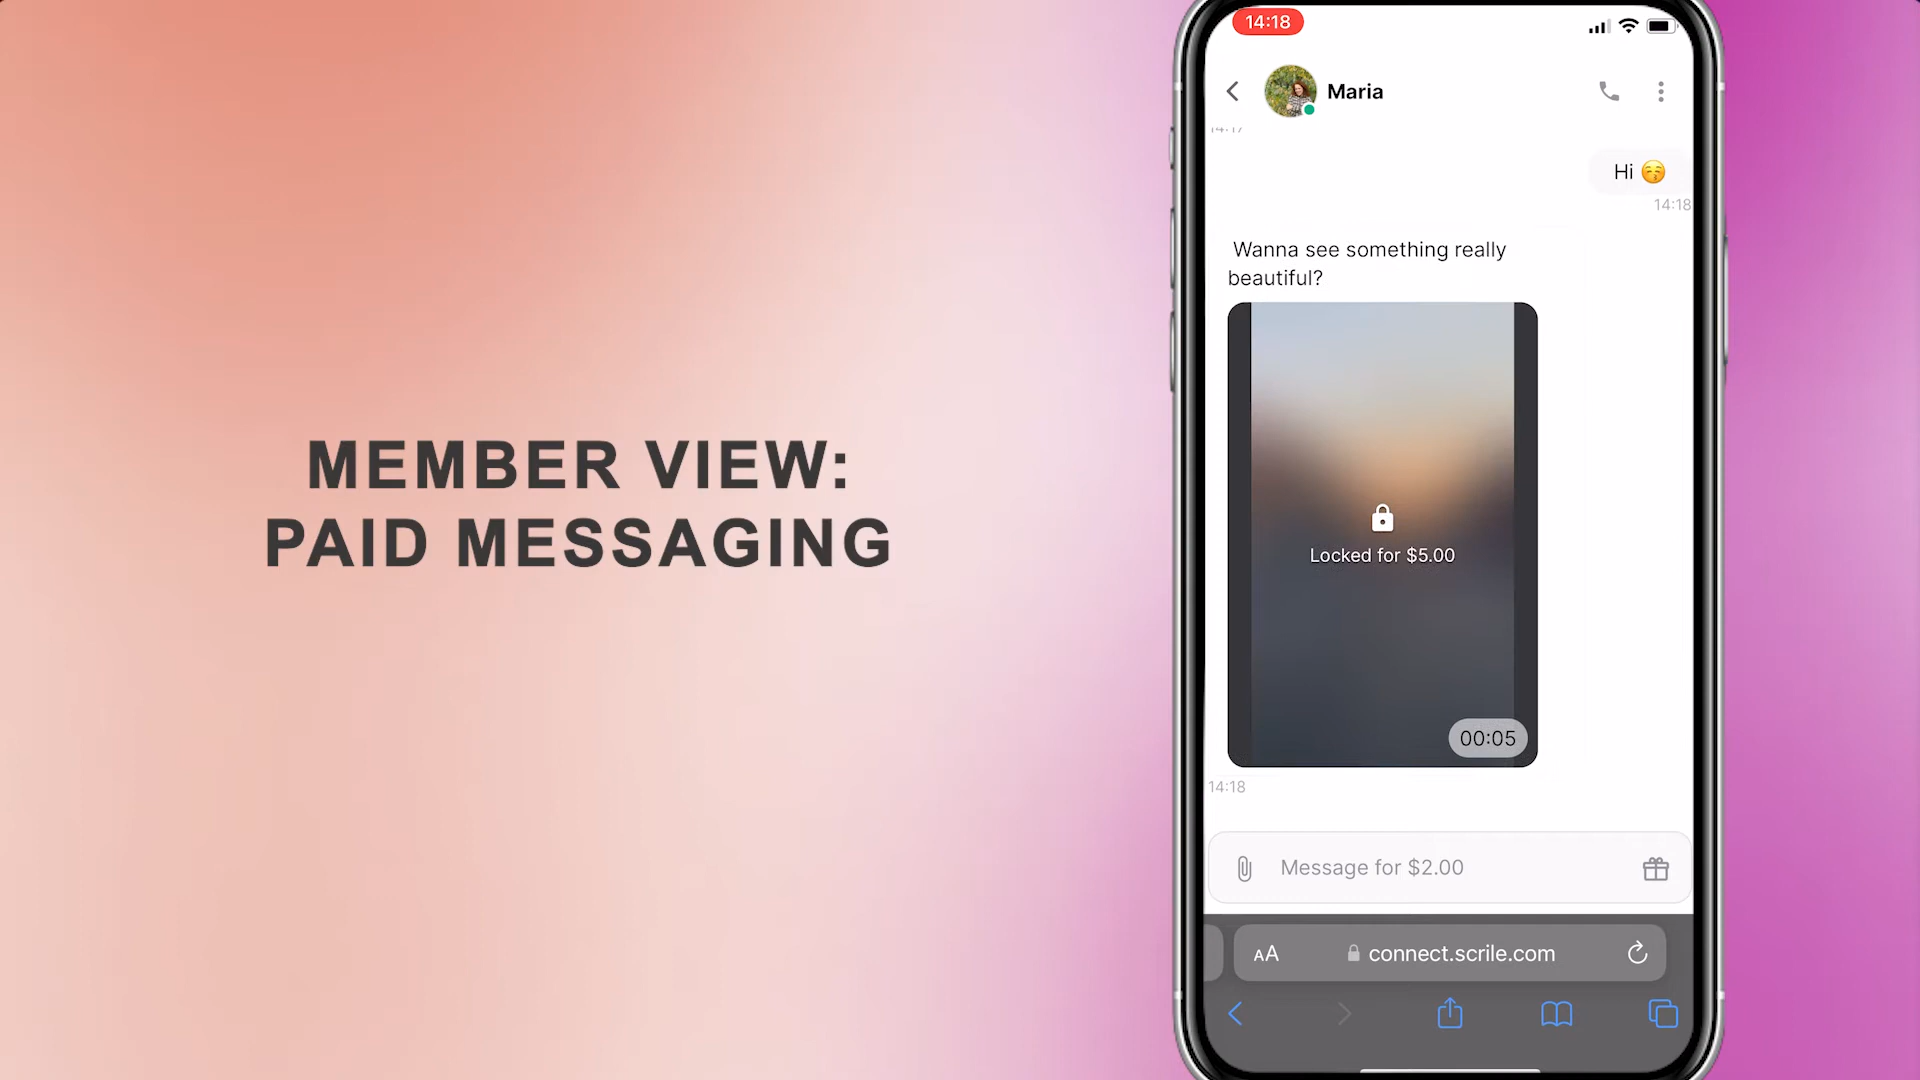 MEMBER VIEW:
PAID MESSAGING
14:18
Maria
Hi 😚
14:18
Wanna see something really
beautiful?
Locked for $5.00
00:05
14:18
Message for $2.00
AA
connect.scrile.com